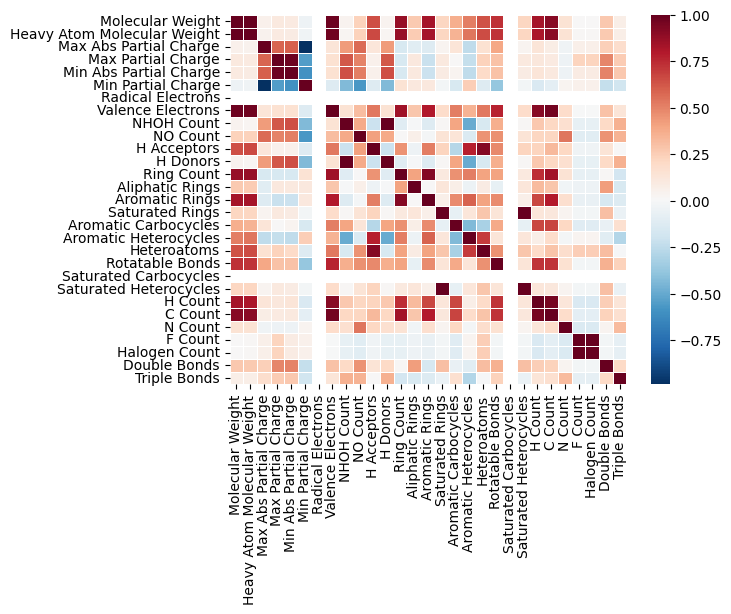 Molecular Weight
Heavy Atom Molecular Weight
Max Abs Partial Charge
Max Partial Charge
Min Abs Partial Charge
Min Partial Charge
Radical Electrons
Valence Electrons
NHOH Count
NO Count
H Acceptors
H Donors
Ring Count
Aliphatic Rings
Aromatic Rings
Saturated Rings
Aromatic Carbocycles
Aromatic Heterocycles
Heteroatoms
Rotatable Bonds
Saturated Carbocycles
Saturated Heterocycles
H Count
C Count
N Count
F Count
Halogen Count
Double Bonds
Triple Bonds
Molecular Weight
Heavy Atom Molecular Weight
Max Abs Partial Charge
Max Partial Charge
Min Abs Partial Charge
Min Partial Charge
Radical Electrons
Valence Electrons
NHOH Count
NO Count
H Acceptors
H Donors
Ring Count
Aliphatic Rings
Aromatic Rings
Saturated Rings
Aromatic Carbocycles
Aromatic Heterocycles
Heteroatoms
Rotatable Bonds
Saturated Carbocycles
Saturated Heterocycles
H Count
C Count
N Count
F Count
Halogen Count
Double Bonds
Triple Bonds
1.00
0.75
0.50
0.25
0.00
−0.25
−0.50
−0.75